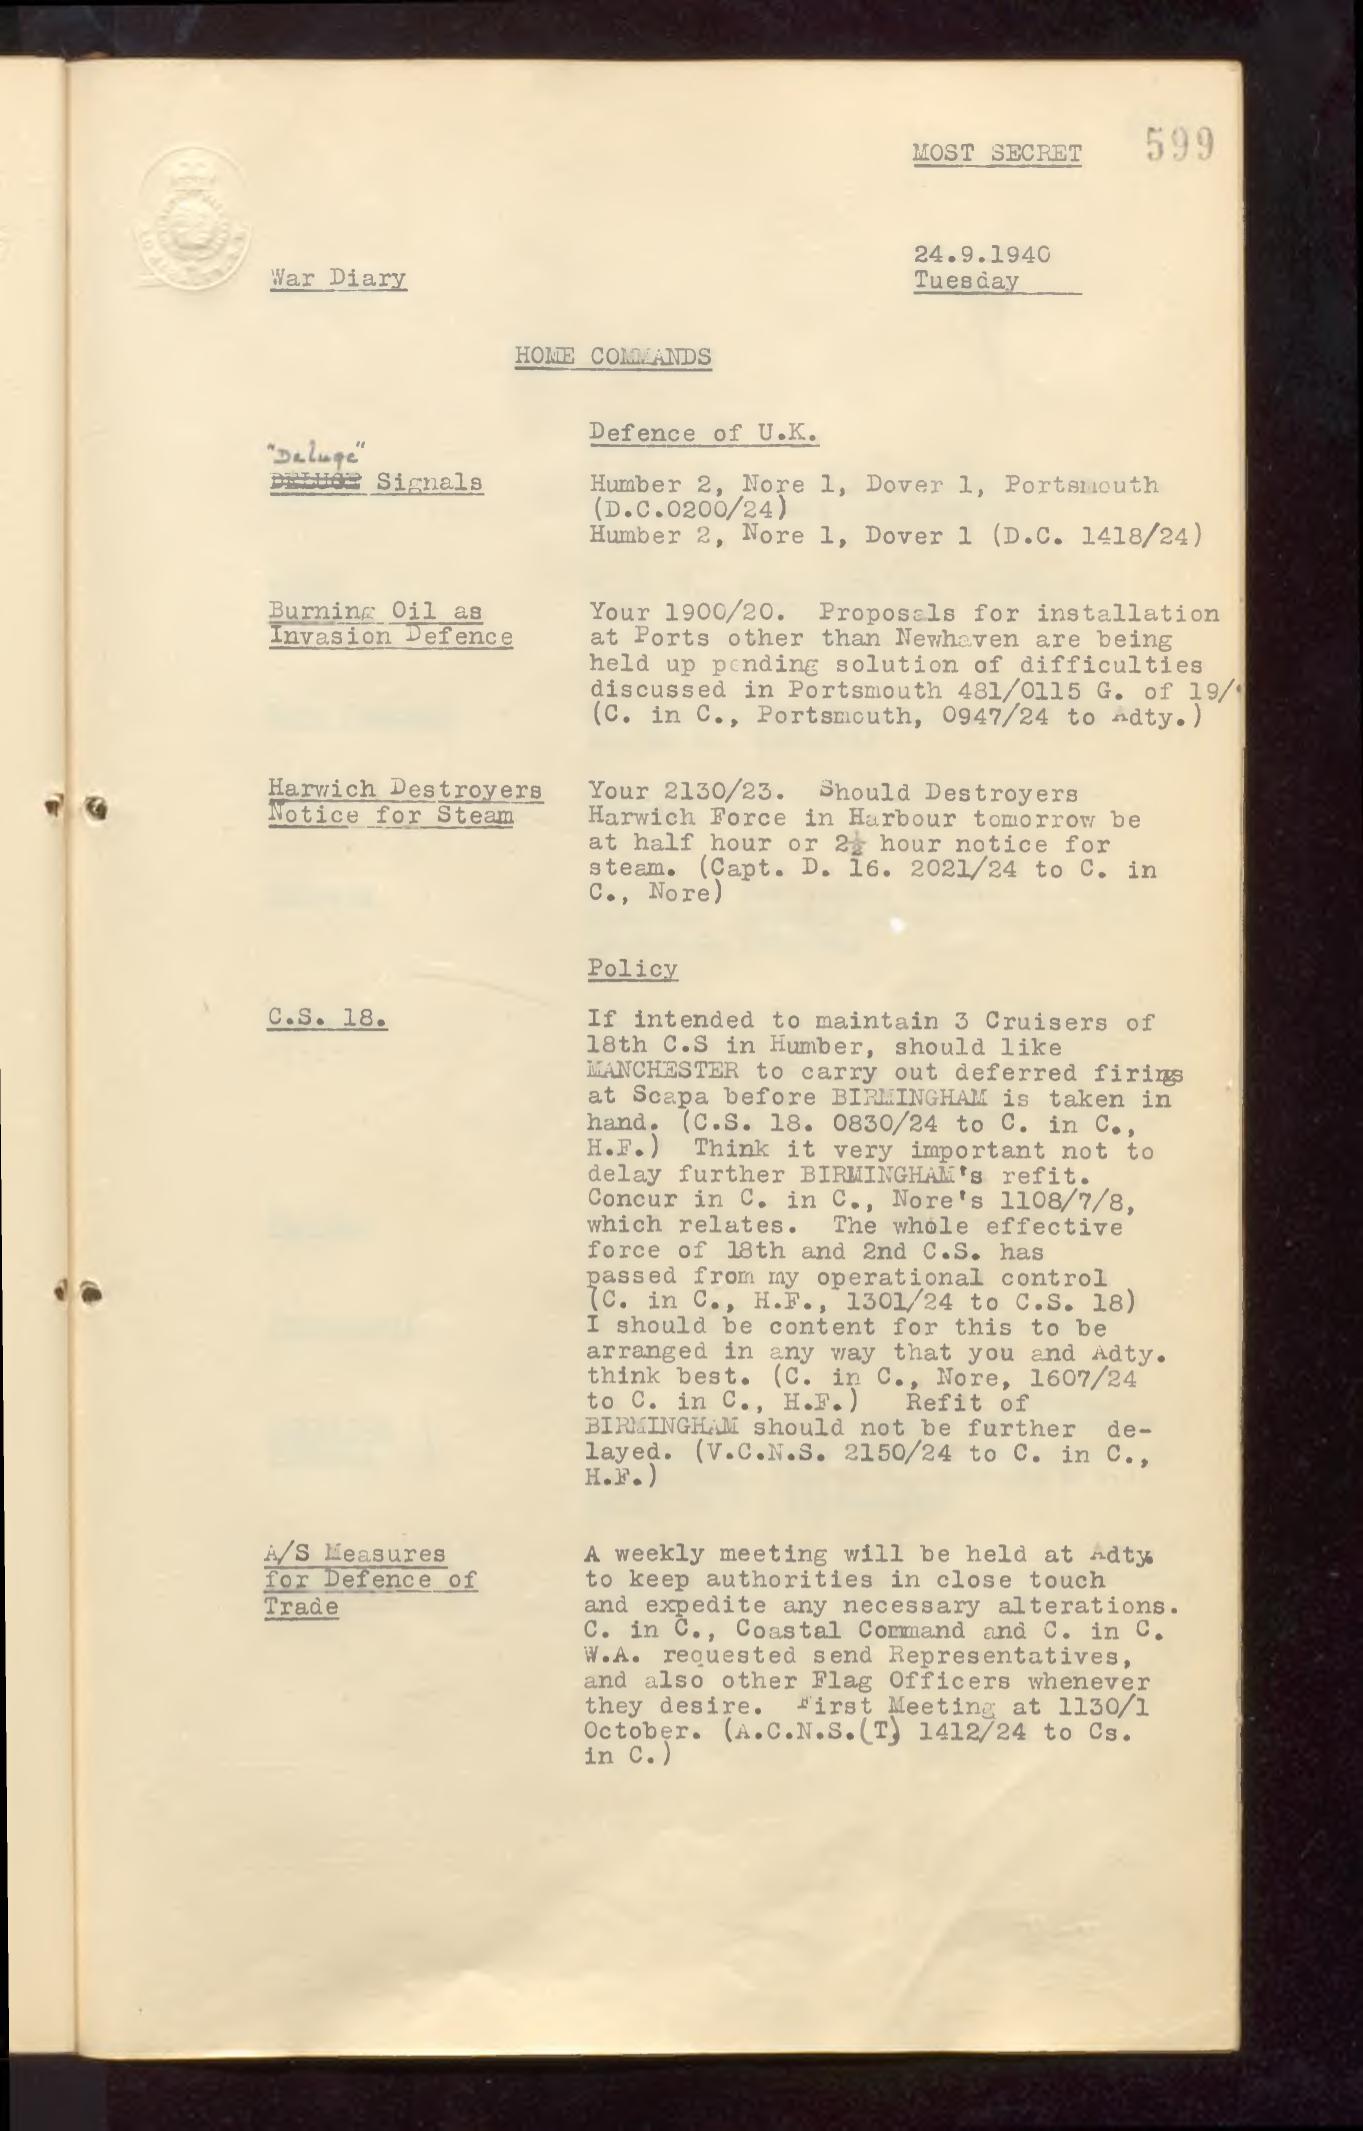 MOST SECRET 599
24.9.1940
War Diary Tuesday
HOME COMMANDS
Defence of U.K.
"Deluge"
DELUGE Signals Humber 2, Nore 1, Dover 1, Portsmouth
(D.C.0200/24)
Humber 2, Nore 1, Dover 1 (D.C. 1418/24)
Burning Oil as Your 1900/20. Proposals for installation
Invasion Defence at Ports other than Newhaven are being
held up pending solution of difficulties
discussed in Portsmouth 481/0115 G. of 19/
(C. in C., Portsmouth, 0947/24 to Adty.)
Harwich Destroyers Your 2130/23. Should Destroyers
Notice for Steam Harwich Force in Harbour tomorrow be
at half hour or 2½ hour notice for
steam. (Capt. D. 16. 2021/24 to C. in
C., Nore)
Policy
C.S. 18. If intended to maintain 3 Cruisers of
18th C.S in Humber, should like
MANCHESTER to carry out deferred firings
at Scapa before BIRMINGHAM is taken in
hand. (C.S. 18. 0830/24 to C. in C.,
H.F.) Think it very important not to
delay further BIRMINGHAM's refit.
Concur in C. in C., Nore's 1108/7/8,
which relates. The whole effective
force of 18th and 2nd C.S. has
passed from my operational control
(C. in C., H.F., 1301/24 to C.S. 18)
I should be content for this to be
arranged in any way that you and Adty.
think best. (C. in C., Nore, 1607/24
to C. in C., H.F.) Refit of
BIRMINGHAM should not be further de-
layed. (V.C.N.S. 2150/24 to C. in C.,
H.F.)
A/S Measures A weekly meeting will be held at Adty.
for Defence of to keep authorities in close touch
Trade and expedite any necessary alterations.
C. in C., Coastal Command and C. in C.
W.A. requested send Representatives,
and also other Flag Officers whenever
they desire. First Meeting at 1130/1
October. (A.C.N.S.(T) 1412/24 to Cs.
in C.)